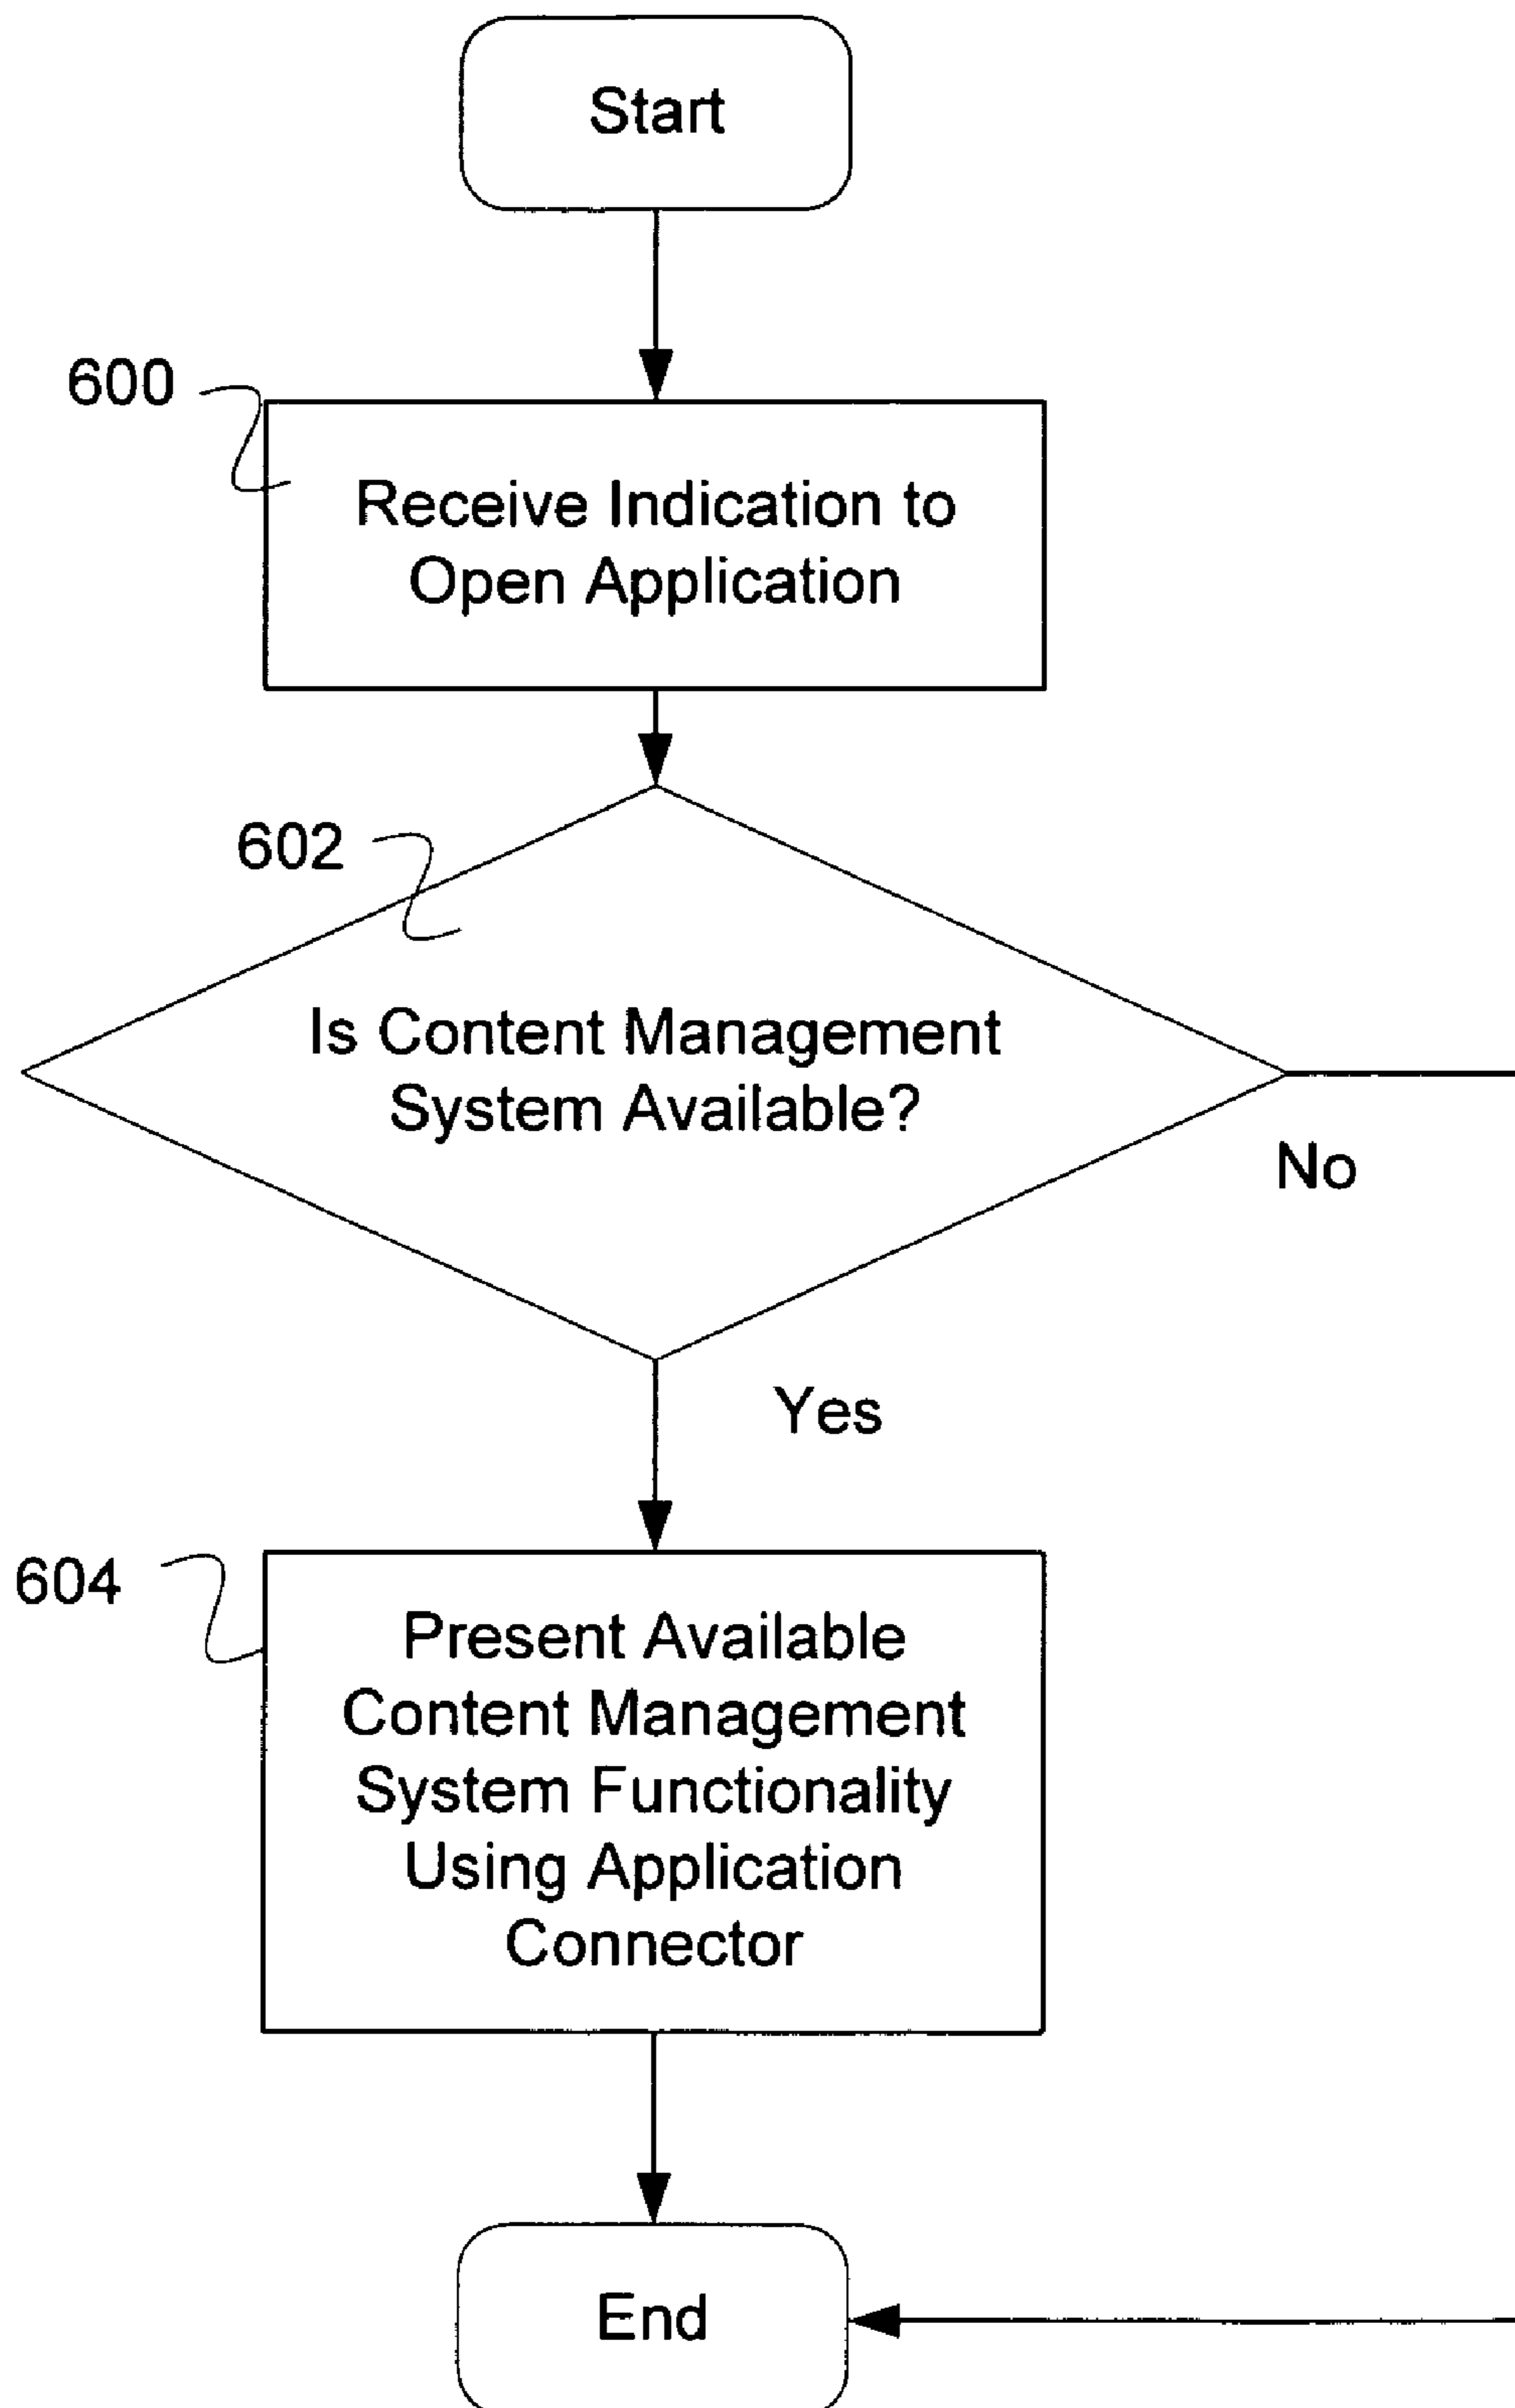 Start
600
Receive Indication to
Open Application
602
Is Content Management
System Available?
No
Yes
604
Present Available
Content Management
System Functionality
Using Application
Connector
End